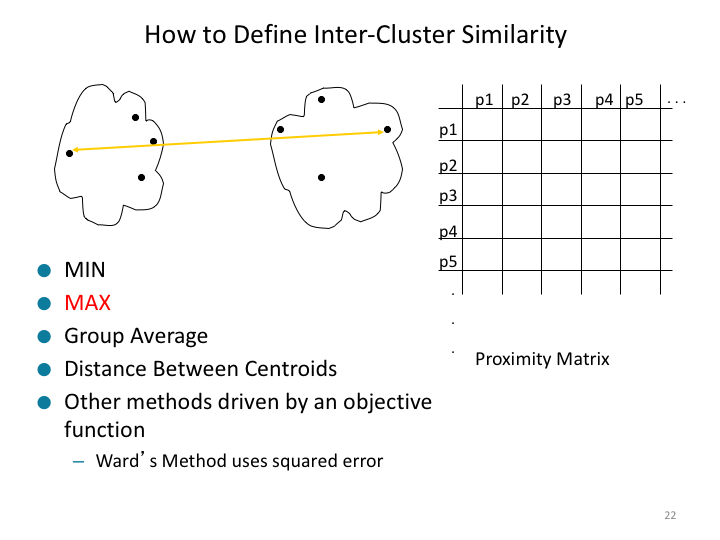 How to Define Inter-Cluster Similarity
p1 p2 p3 p4 p5 . . .
p1
p2
p3
p4
p5
.
.
.
Proximity Matrix
MIN
MAX
Group Average
Distance Between Centroids
Other methods driven by an objective
function
– Ward’s Method uses squared error
22